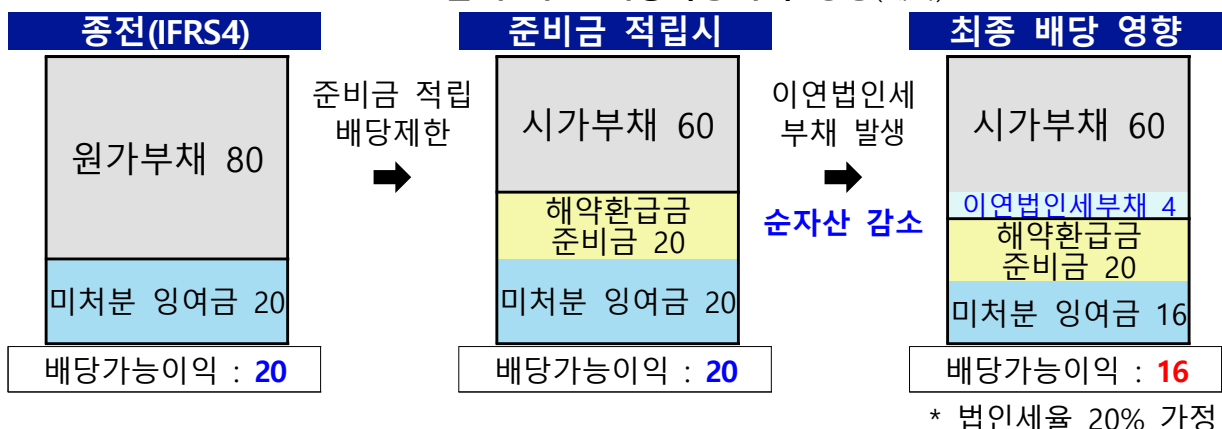 종전(IFRS4)
원가부채 80
미처분 잉여금 20
배당가능이익 : 20
준비금 적립
배당제한
준비금 적립시
시가부채 60
해약환급금
준비금 20
미처분 잉여금 20
배당가능이익 : 20
이연법인세
부채 발생
순자산 감소
최종 배당 영향
시가부채 60
이연법인세부채 4
해약환급금
준비금 20
미처분 잉여금 16
배당가능이익 : 16
* 법인세율 20% 가정